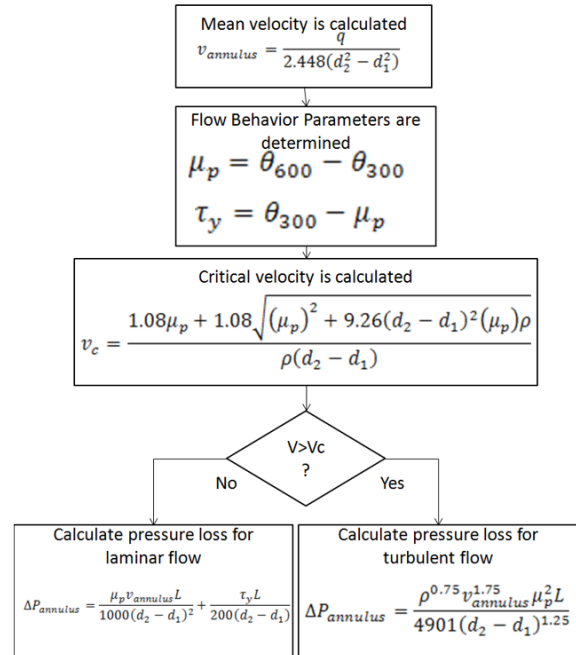 Mean velocity is calculated
v_annulus = q / 2.448(d_2^2 − d_1^2)
Flow Behavior Parameters are
determined
μ_p = θ_600 − θ_300
τ_y = θ_300 − μ_p
Critical velocity is calculated
v_c = 1.08μ_p + 1.08√((μ_p)^2 + 9.26(d_2 − d_1)^2(μ_p)ρ) / ρ(d_2 − d_1)
V>Vc
?
No
Yes
Calculate pressure loss for
laminar flow
ΔP_annulus = μ_p v_annulus L / 1000(d_2 − d_1)^2 + τ_y L / 200(d_2 − d_1)
Calculate pressure loss for
turbulent flow
ΔP_annulus = ρ^0.75 v_annulus^1.75 μ_p^2 L / 4901(d_2 − d_1)^1.25